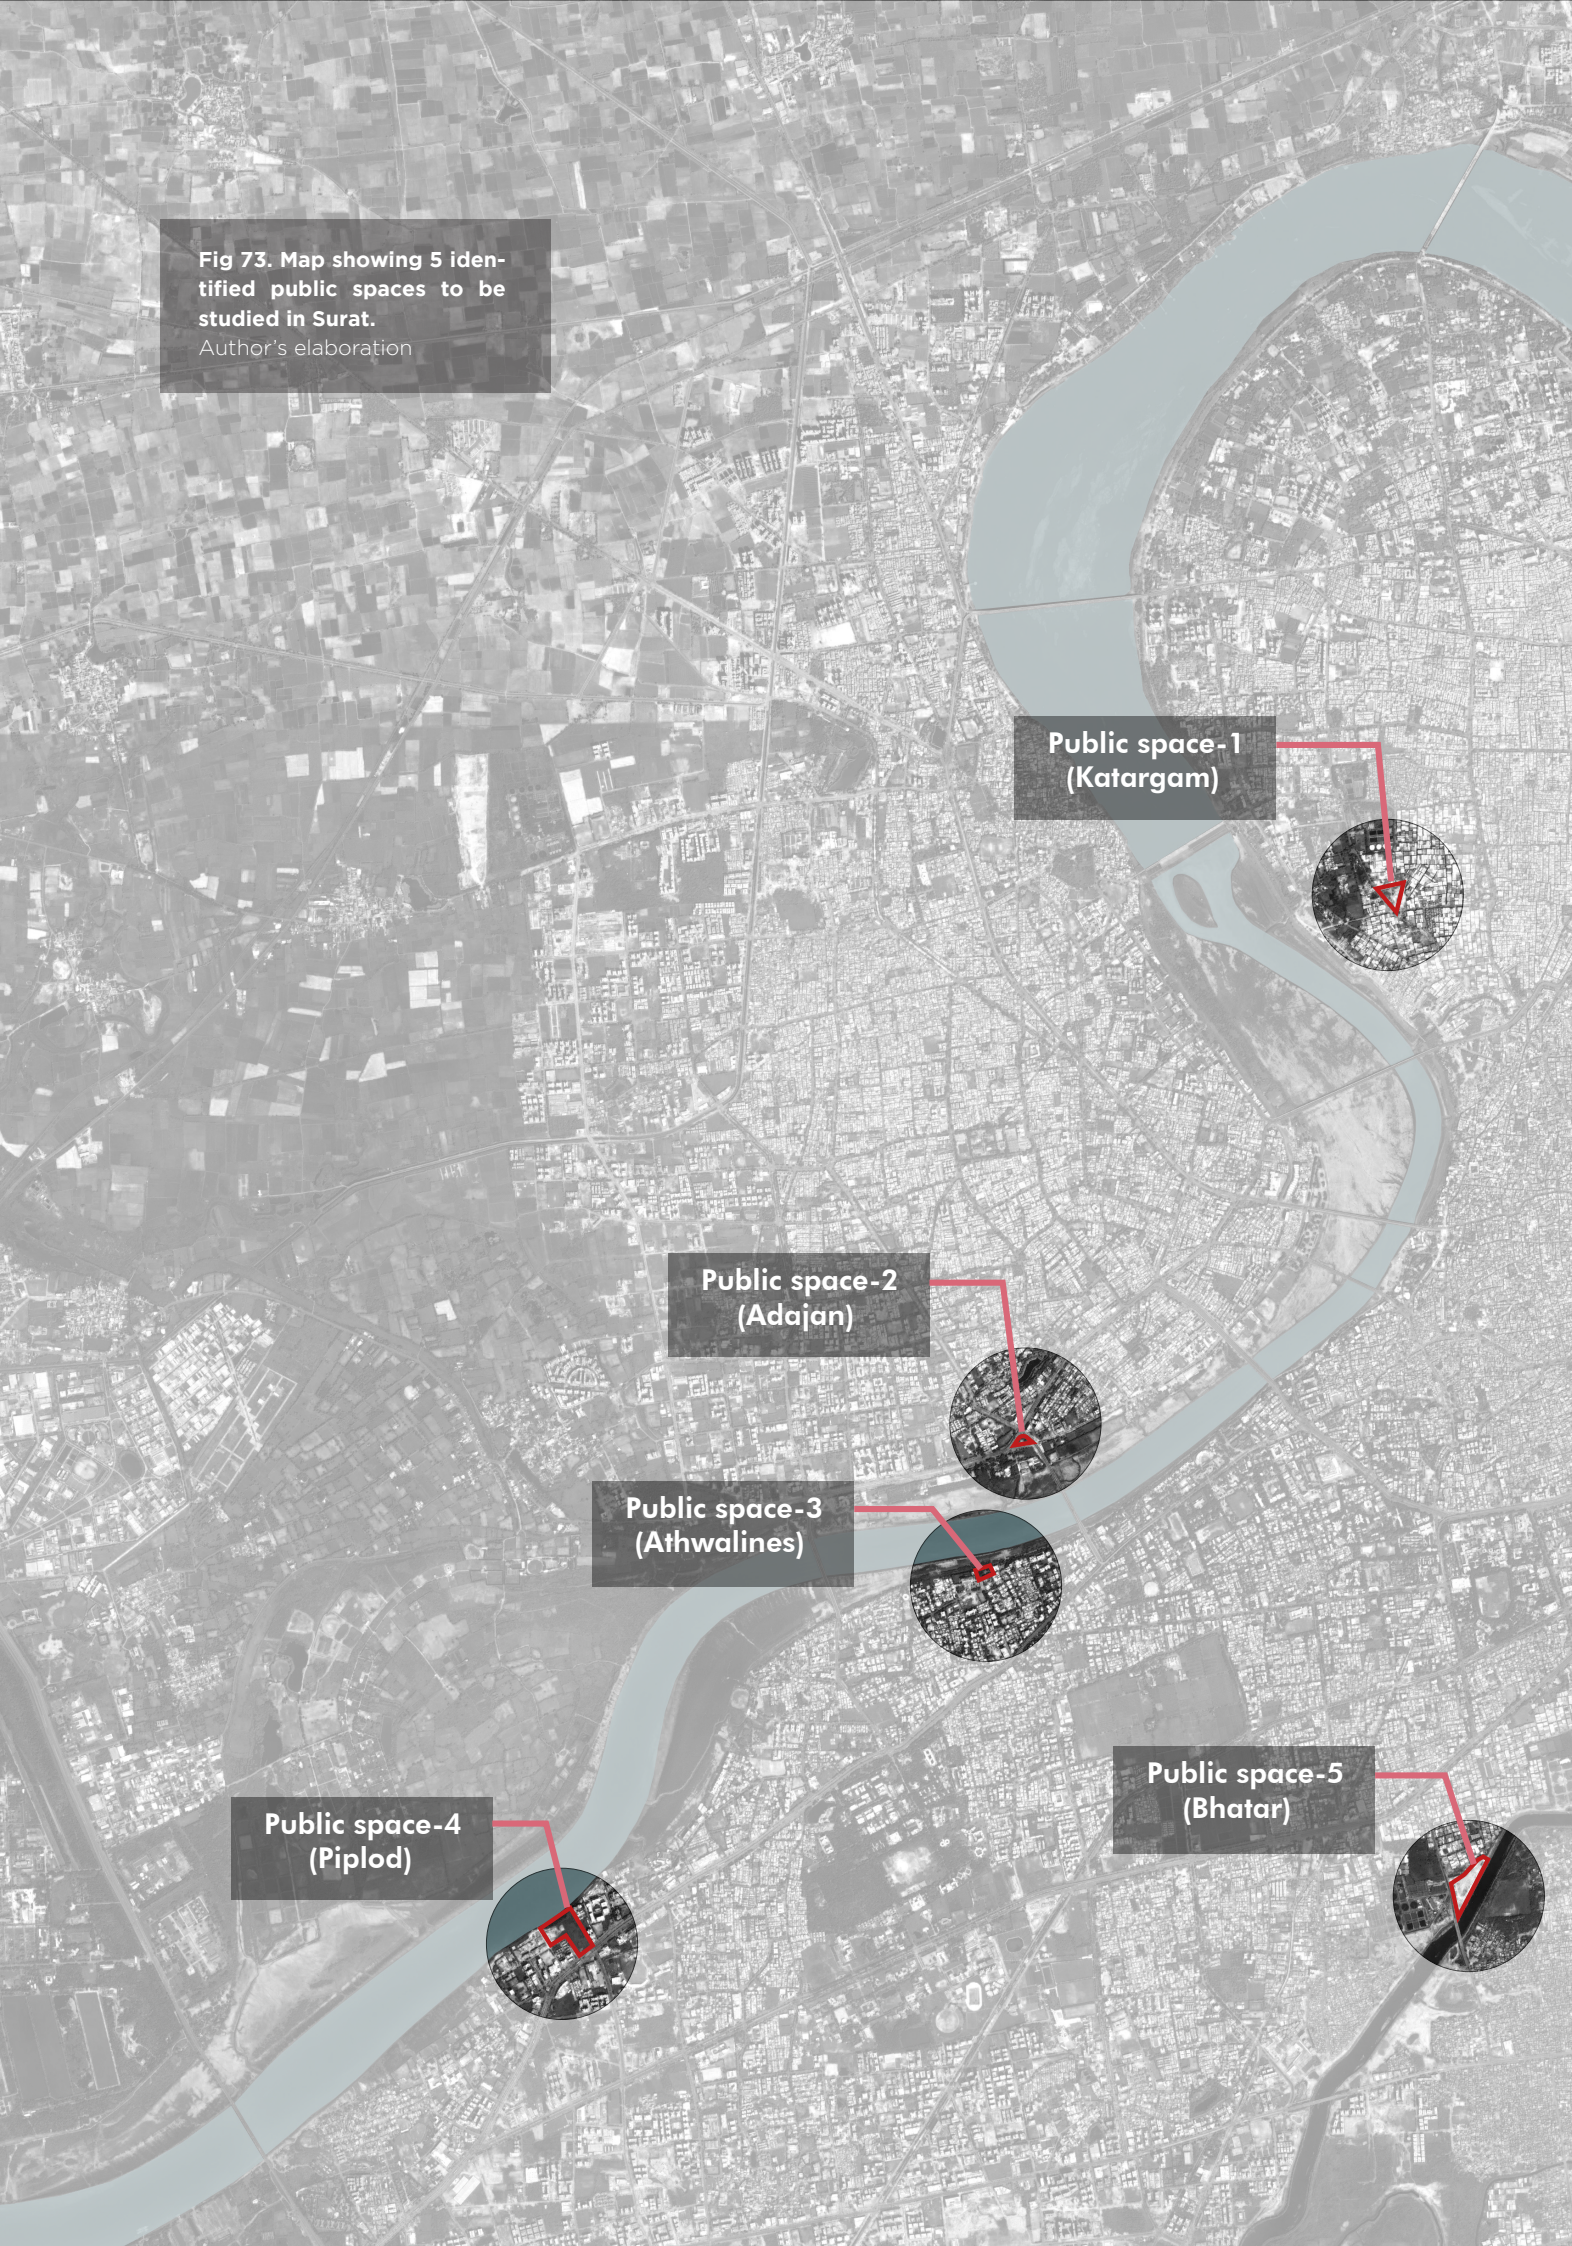 Fig 73. Map showing 5 iden-
tified public spaces to be
studied in Surat.
Author's elaboration
Public space-1
(Katargam)
Public space-2
(Adajan)
Public space-3
(Athwalines)
Public space-4
(Piplod)
Public space-5
(Bhatar)